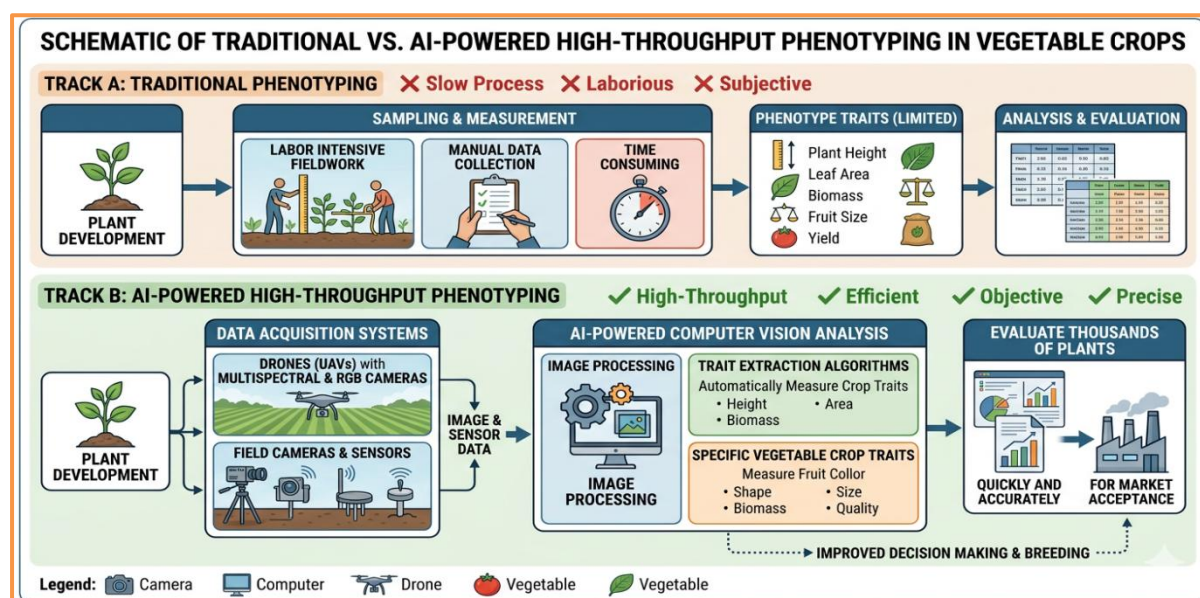 SCHEMATIC OF TRADITIONAL VS. AI-POWERED HIGH-THROUGHPUT PHENOTYPING IN VEGETABLE CROPS
TRACK A: TRADITIONAL PHENOTYPING
Slow Process
Laborious
Subjective
PLANT
DEVELOPMENT
SAMPLING & MEASUREMENT
LABOR INTENSIVE
FIELDWORK
MANUAL DATA
COLLECTION
TIME
CONSUMING
PHENOTYPE TRAITS (LIMITED)
Plant Height
Leaf Area
Biomass
Fruit Size
Yield
ANALYSIS & EVALUATION
TRACK B: AI-POWERED HIGH-THROUGHPUT PHENOTYPING
High-Throughput
Efficient
Objective
Precise
PLANT
DEVELOPMENT
DATA ACQUISITION SYSTEMS
DRONES (UAVs) with
MULTISPECTRAL & RGB CAMERAS
FIELD CAMERAS & SENSORS
IMAGE &
SENSOR
DATA
AI-POWERED COMPUTER VISION ANALYSIS
IMAGE PROCESSING
IMAGE
PROCESSING
TRAIT EXTRACTION ALGORITHMS
Automatically Measure Crop Traits
• Height • Area
• Biomass
SPECIFIC VEGETABLE CROP TRAITS
Measure Fruit Collor
• Shape • Size
• Biomass • Quality
EVALUATE THOUSANDS
OF PLANTS
QUICKLY AND
ACCURATELY
FOR MARKET
ACCEPTANCE
IMPROVED DECISION MAKING & BREEDING
Legend: Camera Computer Drone Vegetable Vegetable